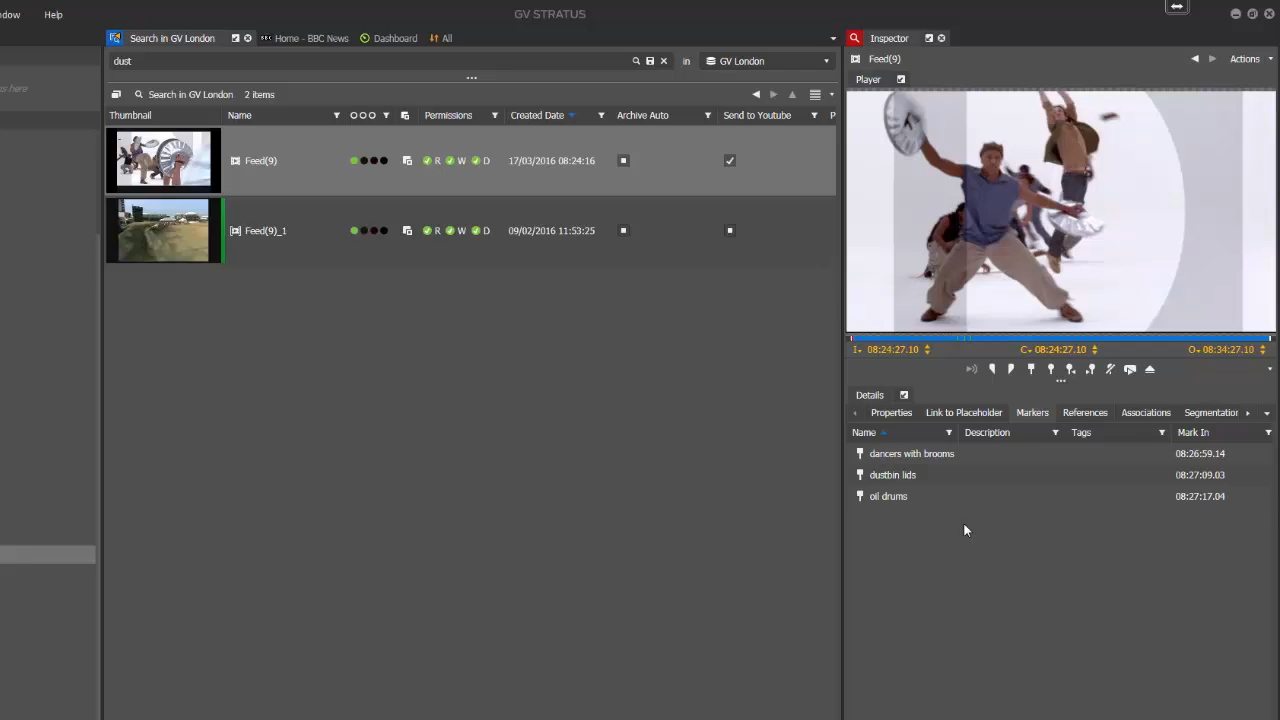 ndow Help GV STRATUS
ns here
Search in GV London BBC Home - BBC News Dashboard All
dust in GV London
Search in GV London 2 items
Thumbnail Name Permissions Created Date Archive Auto Send to Youtube P
Feed(9) R W D 17/03/2016 08:24:16
Feed(9)_1 R W D 09/02/2016 11:53:25
Inspector
Feed(9) Actions
Player
I 08:24:27.10 C 08:24:27.10 O 08:34:27.10
Details
Properties Link to Placeholder Markers References Associations Segmentation
Name Description Tags Mark In
dancers with brooms 08:26:59.14
dustbin lids 08:27:09.03
oil drums 08:27:17.04